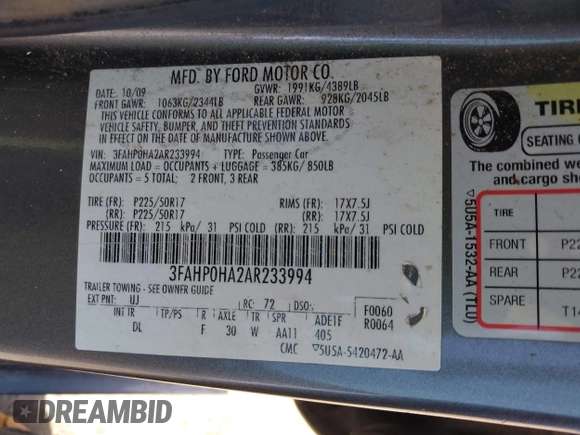 MFD. BY FORD MOTOR CO.
DATE: 10/09 GVWR: 1991KG/4389LB
FRONT GAWR: 1063KG/2344LB REAR GAWR: 928KG/2045LB
THIS VEHICLE CONFORMS TO ALL APPLICABLE FEDERAL MOTOR
VEHICLE SAFETY, BUMPER, AND THEFT PREVENTION STANDARDS
IN EFFECT ON THE DATE OF MANUFACTURE SHOWN ABOVE.
VIN: 3FAHP0HA2AR233994 TYPE: Passenger Car
MAXIMUM LOAD = OCCUPANTS + LUGGAGE = 385KG/ 850LB
OCCUPANTS = 5 TOTAL; 2 FRONT, 3 REAR
TIRE (FR): P225/50R17 RIMS (FR): 17X7.5J
(RR): P225/50R17 (RR): 17X7.5J
PRESSURE (FR): 215 kPa/ 31 PSI COLD (RR): 215 kPa/ 31 PSI COLD
3FAHP0HA2AR233994
TRAILER TOWING - SEE OWNER GUIDE
EXT PNT: UJ RC: 72 DSO: F0060
R0064
INT TR TP/PS R AXLE TR SPR ADE1F
DL F 30 W AA11 405
CMC ▽5U5A-5420472-AA
▽5U5A-1532-AA (T1U)
TIRE
SEATING
The combined
and cargo
TIRE
FRONT P22
REAR P22
SPARE T14
DREAMBID